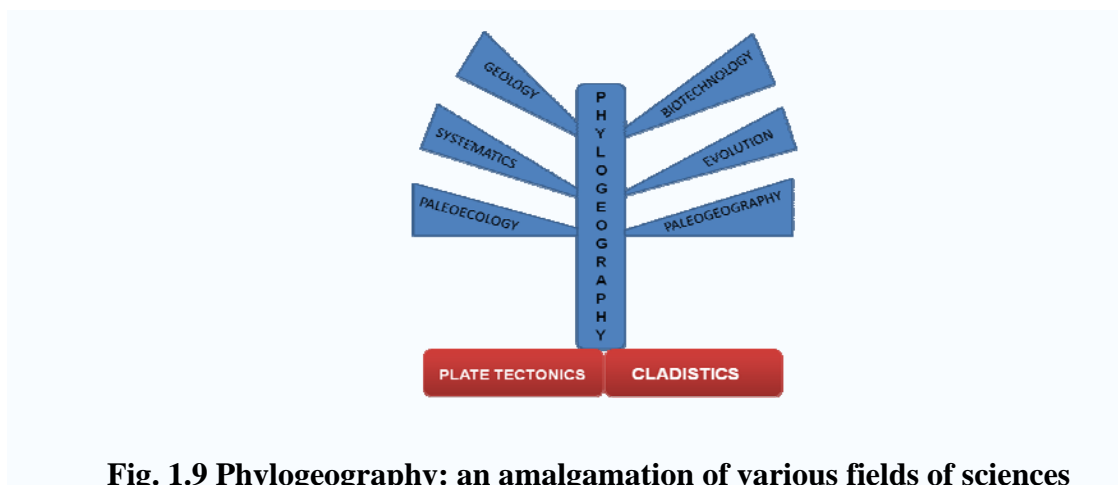 GEOLOGY
BIOTECHNOLOGY
SYSTEMATICS
EVOLUTION
PALEOECOLOGY
PALEOGEOGRAPHY
PHYLOGEOGRAPHY
PLATE TECTONICS
CLADISTICS
Fig. 1.9 Phylogeography: an amalgamation of various fields of sciences